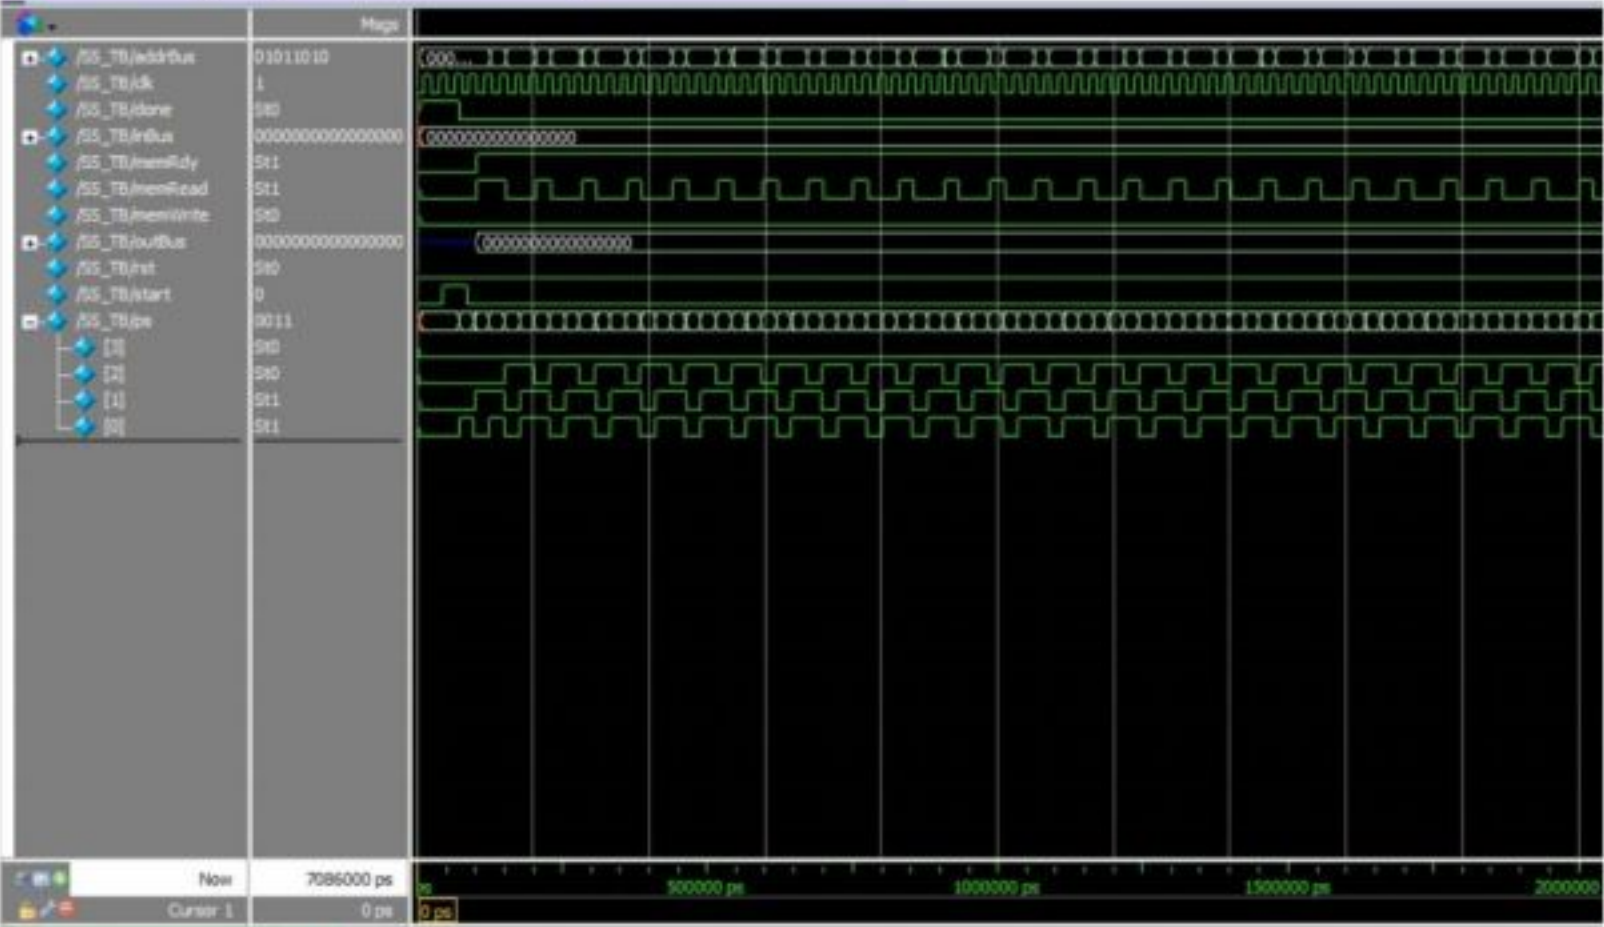 Msgs
/SS_TB/addrBus 01011010 000...
/SS_TB/clk 1
/SS_TB/done St0
/SS_TB/inBus 0000000000000000 0000000000000000
/SS_TB/memRdy St1
/SS_TB/memRead St1
/SS_TB/memWrite St0
/SS_TB/outBus 0000000000000000 0000000000000000
/SS_TB/rst St0
/SS_TB/start 0
/SS_TB/ps 0011
[3] St0
[2] St0
[1] St1
[0] St1
Now 7086000 ps ps 500000 ps 1000000 ps 1500000 ps 2000000
Cursor 1 0 ps 0 ps